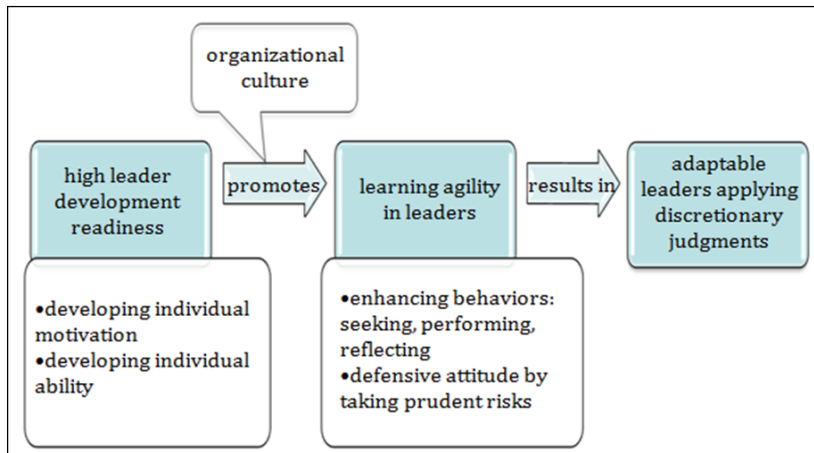 organizational
culture
high leader
development
readiness
promotes
learning agility
in leaders
results in
adaptable
leaders applying
discretionary
judgments
•developing individual
motivation
•developing individual
ability
•enhancing behaviors:
seeking, performing,
reflecting
•defensive attitude by
taking prudent risks